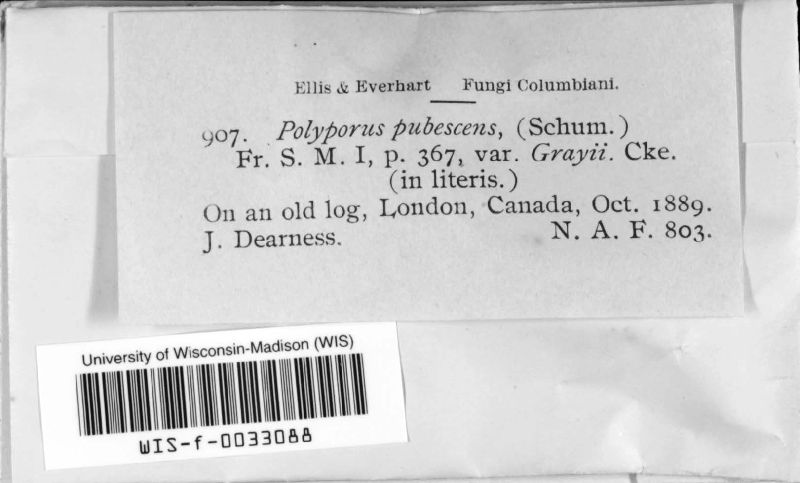 Ellis & Everhart Fungi Columbiani.
907. Polyporus pubescens, (Schum.)
Fr. S. M. I, p. 367, var. Grayii. Cke.
(in literis.)
On an old log, London, Canada, Oct. 1889.
J. Dearness. N. A. F. 803.
University of Wisconsin-Madison (WIS)
WIS-f-0033088